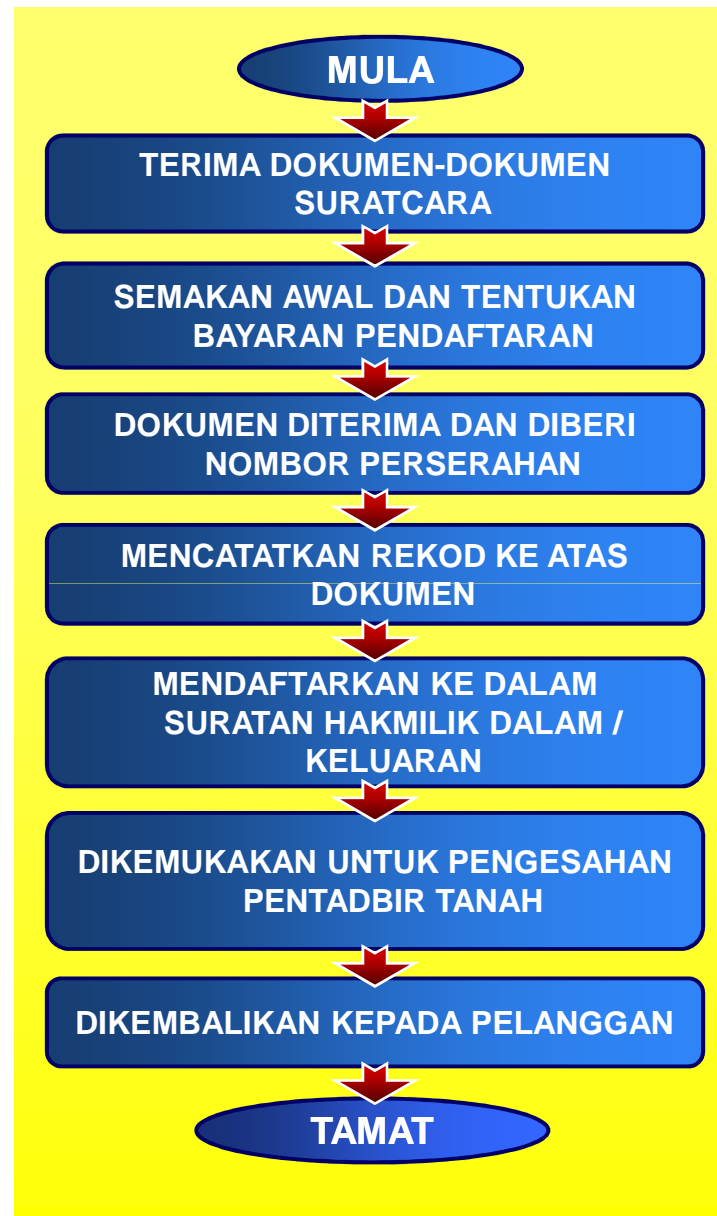 MULA
TERIMA DOKUMEN-DOKUMEN
SURATCARA
SEMAKAN AWAL DAN TENTUKAN
BAYARAN PENDAFTARAN
DOKUMEN DITERIMA DAN DIBERI
NOMBOR PERSERAHAN
MENCATATKAN REKOD KE ATAS
DOKUMEN
MENDAFTARKAN KE DALAM
SURATAN HAKMILIK DALAM /
KELUARAN
DIKEMUKAKAN UNTUK PENGESAHAN
PENTADBIR TANAH
DIKEMBALIKAN KEPADA PELANGGAN
TAMAT